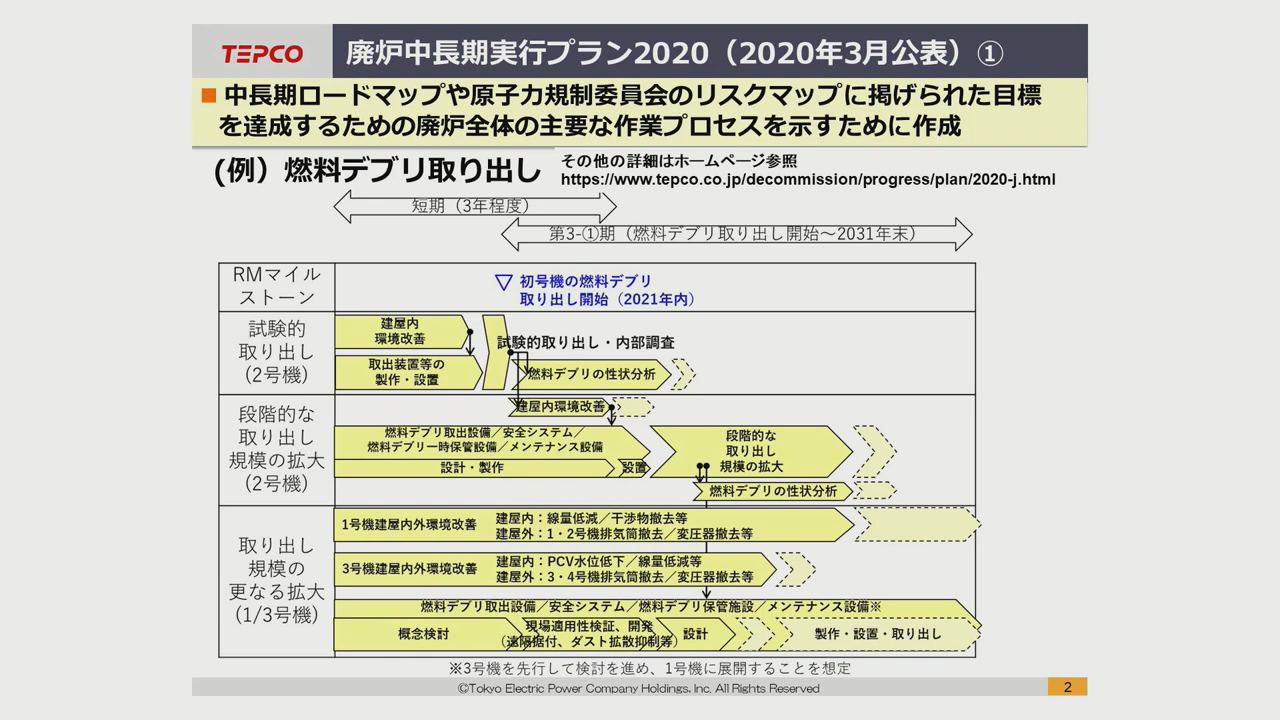 TEPCO
廃炉中長期実行プラン2020（2020年3月公表）①
中長期ロードマップや原子力規制委員会のリスクマップに掲げられた目標
を達成するための廃炉全体の主要な作業プロセスを示すために作成
(例）燃料デブリ取り出し
その他の詳細はホームページ参照
https://www.tepco.co.jp/decommission/progress/plan/2020-j.html
短期（3年程度）
第3-①期（燃料デブリ取り出し開始～2031年末）
RMマイル
ストーン
初号機の燃料デブリ
取り出し開始（2021年内）
試験的
取り出し
(2号機）
建屋内
環境改善
取出装置等の
製作・設置
試験的取り出し・内部調査
燃料デブリの性状分析
段階的な
取り出し
規模の拡大
(2号機）
建屋内環境改善
燃料デブリ取出設備／安全システム／
燃料デブリ一時保管設備／メンテナンス設備
設計・製作
設置
段階的な
取り出し
規模の拡大
燃料デブリの性状分析
取り出し
規模の
更なる拡大
(1/3号機）
1号機建屋内外環境改善
建屋内：線量低減／干渉物撤去等
建屋外：1・2号機排気筒撤去／変圧器撤去等
3号機建屋内外環境改善
建屋内：PCV水位低下／線量低減等
建屋外：3・4号機排気筒撤去／変圧器撤去等
燃料デブリ取出設備／安全システム／燃料デブリ保管施設／メンテナンス設備※
概念検討
現場適用性検証、開発
（遠隔据付、ダスト拡散抑制等）
設計
製作・設置・取り出し
※3号機を先行して検討を進め、1号機に展開することを想定
©Tokyo Electric Power Company Holdings, Inc. All Rights Reserved
2